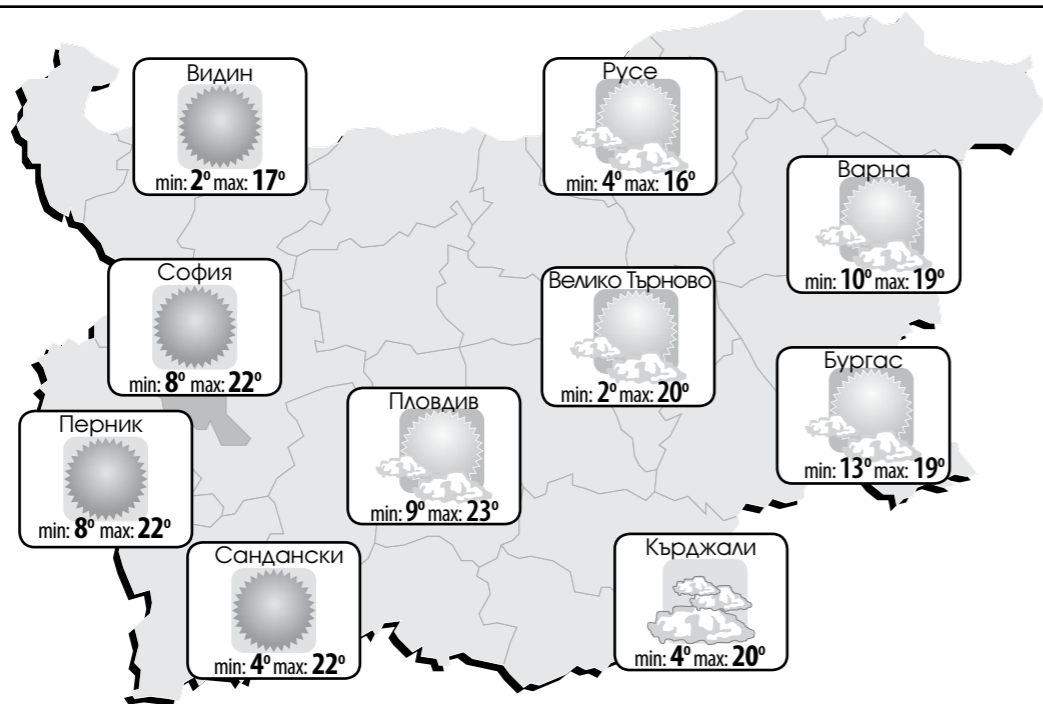 Видин
min: 2° max: 17°
Русе
min: 4° max: 16°
Варна
min: 10° max: 19°
София
min: 8° max: 22°
Велико Търново
min: 2° max: 20°
Бургас
min: 13° max: 19°
Пловдив
min: 9° max: 23°
Перник
min: 8° max: 22°
Сандански
min: 4° max: 22°
Кърджали
min: 4° max: 20°